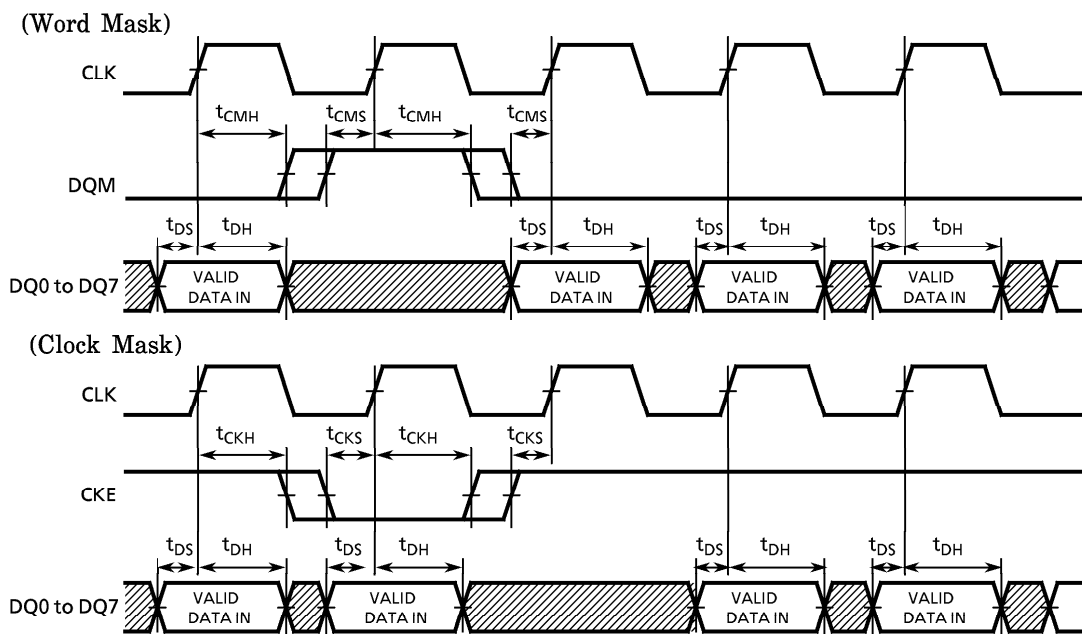 (Word Mask)
CLK
tCMH tCMS tCMH tCMS
DQM
tDS tDH tDS tDH tDS tDH tDS tDH
DQ0 to DQ7
VALID DATA IN
VALID DATA IN
VALID DATA IN
VALID DATA IN
(Clock Mask)
CLK
tCKH tCKS tCKH tCKS
CKE
tDS tDH tDS tDH tDS tDH tDS tDH
DQ0 to DQ7
VALID DATA IN
VALID DATA IN
VALID DATA IN
VALID DATA IN